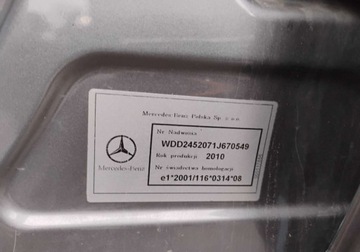 Mercedes-Benz Polska Sp. z o.o.
Nr Nadwozia
WDD2452071J670549
Rok produkcji 2010
Nr świadectwa homologacji
e1*2001/116*0314*08
Mercedes-Benz